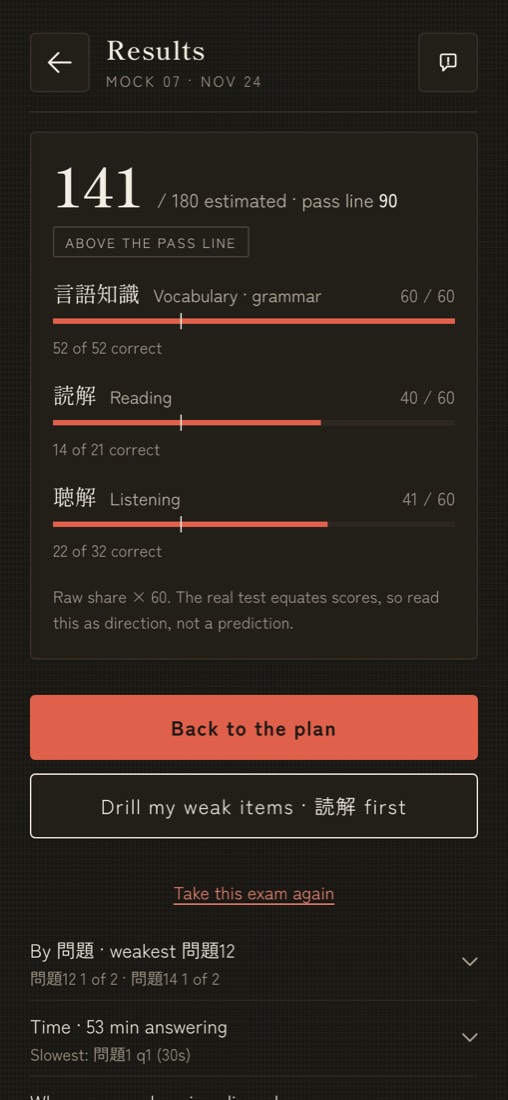 Results
MOCK 07 · NOV 24
141 / 180 estimated · pass line 90
ABOVE THE PASS LINE
言語知識 Vocabulary · grammar 60 / 60
52 of 52 correct
読解 Reading 40 / 60
14 of 21 correct
聴解 Listening 41 / 60
22 of 32 correct
Raw share × 60. The real test equates scores, so read
this as direction, not a prediction.
Back to the plan
Drill my weak items · 読解 first
Take this exam again
By 問題 · weakest 問題12
問題12 1 of 2 · 問題14 1 of 2
Time · 53 min answering
Slowest: 問題1 q1 (30s)